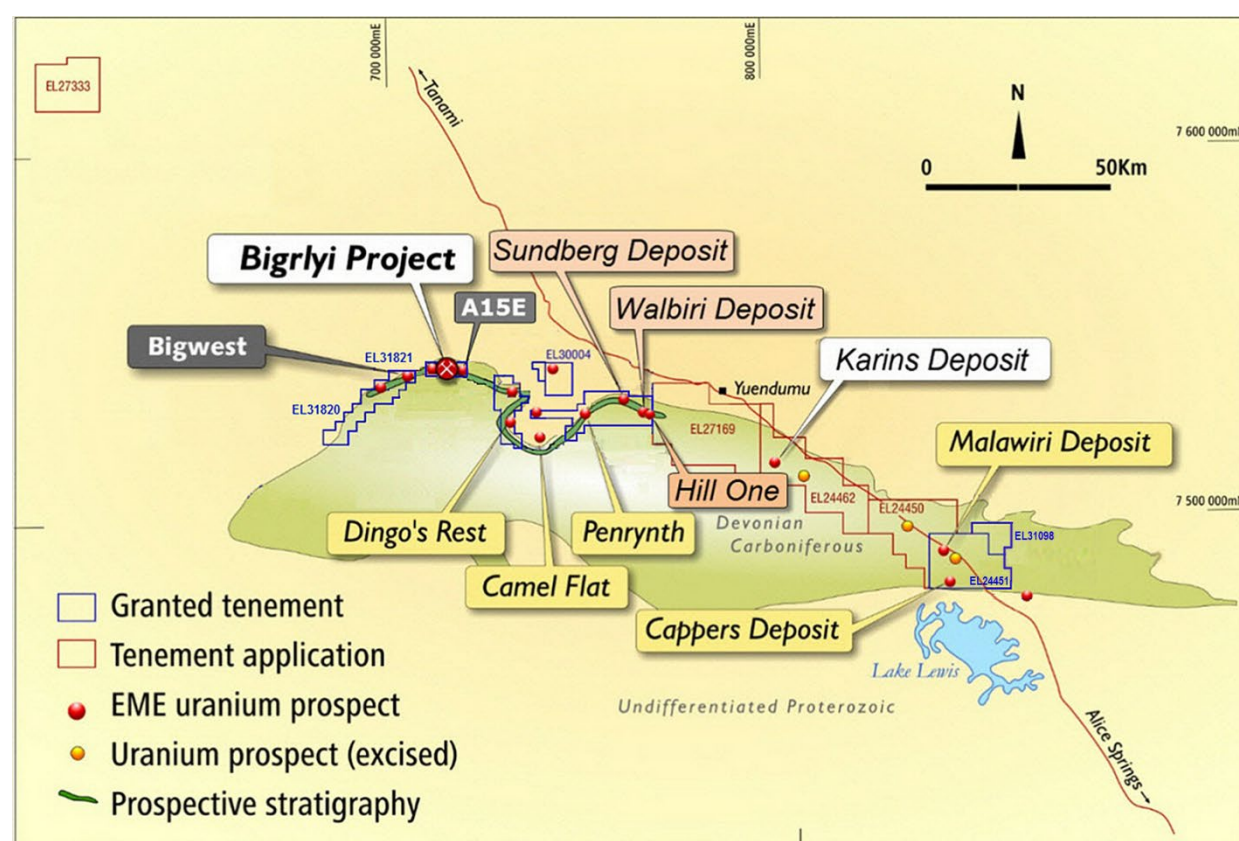 700 000mE
800 000mE
EL27333
←Tanami
N
7 600 000mN
0
50Km
Bigrlyi Project
Sundberg Deposit
A15E
Walbiri Deposit
Bigwest
EL31821
EL30004
Karins Deposit
Yuendumu
EL31820
EL27169
Malawiri Deposit
Hill One
EL24462
EL24450
7 500 000mN
Dingo's Rest
Penrynth
Devonian
Carboniferous
EL31098
Camel Flat
EL24451
Granted tenement
Cappers Deposit
Tenement application
Lake Lewis
EME uranium prospect
Undifferentiated Proterozoic
Uranium prospect (excised)
Alice Springs→
Prospective stratigraphy